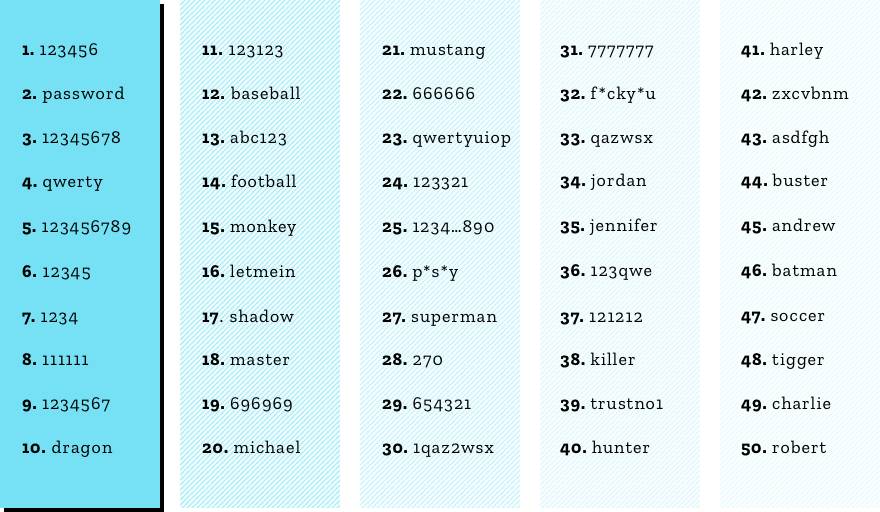 1. 123456
2. password
3. 12345678
4. qwerty
5. 123456789
6. 12345
7. 1234
8. 111111
9. 1234567
10. dragon
11. 123123
12. baseball
13. abc123
14. football
15. monkey
16. letmein
17. shadow
18. master
19. 696969
20. michael
21. mustang
22. 666666
23. qwertyuiop
24. 123321
25. 1234...890
26. p*s*y
27. superman
28. 270
29. 654321
30. 1qaz2wsx
31. 7777777
32. f*cky*u
33. qazwsx
34. jordan
35. jennifer
36. 123qwe
37. 121212
38. killer
39. trustno1
40. hunter
41. harley
42. zxcvbnm
43. asdfgh
44. buster
45. andrew
46. batman
47. soccer
48. tigger
49. charlie
50. robert